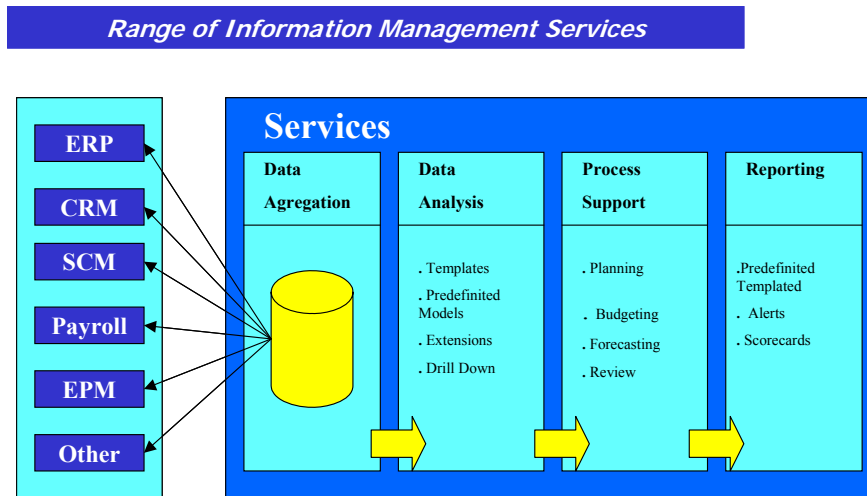 Range of Information Management Services
ERP
CRM
SCM
Payroll
EPM
Other
Services
Data
Agregation
Data
Analysis
. Templates
. Predefinited
Models
. Extensions
. Drill Down
Process
Support
. Planning
. Budgeting
. Forecasting
. Review
Reporting
.Predefinited
Templated
. Alerts
. Scorecards